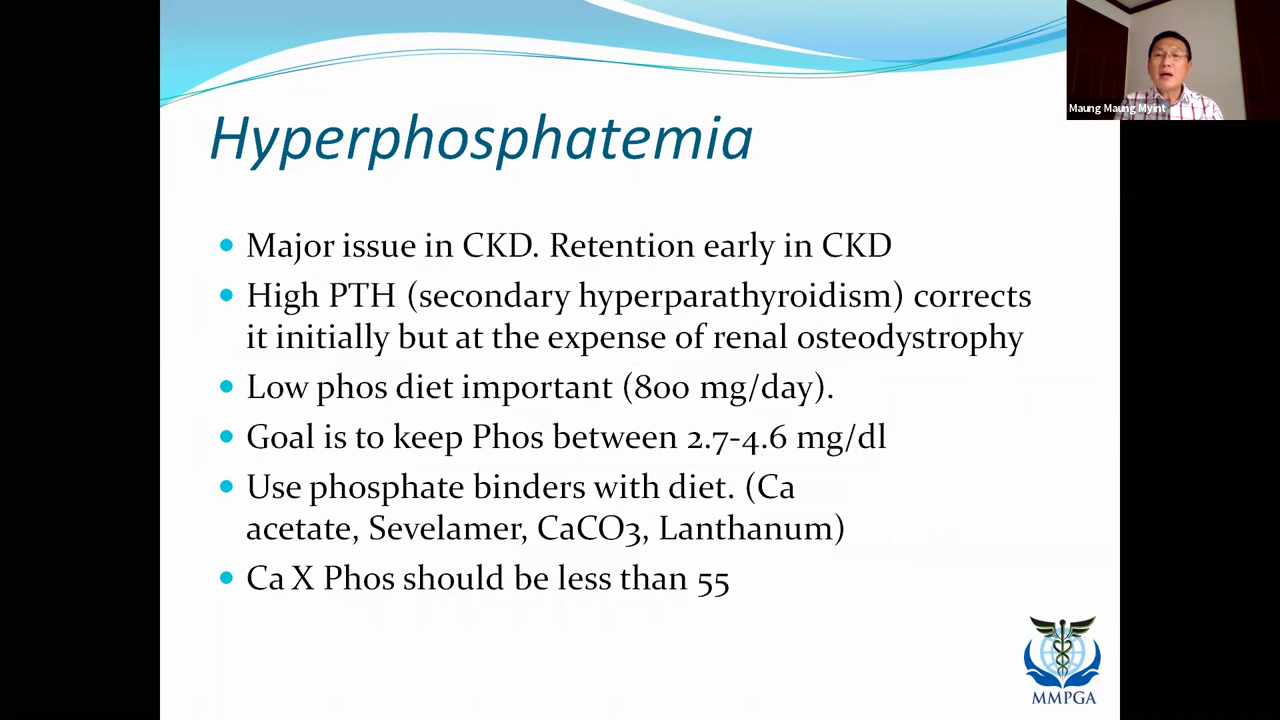 Maung Maung Myint
Hyperphosphatemia
• Major issue in CKD. Retention early in CKD
• High PTH (secondary hyperparathyroidism) corrects
it initially but at the expense of renal osteodystrophy
• Low phos diet important (800 mg/day).
• Goal is to keep Phos between 2.7-4.6 mg/dl
• Use phosphate binders with diet. (Ca
acetate, Sevelamer, CaCO3, Lanthanum)
• Ca X Phos should be less than 55
MMPGA